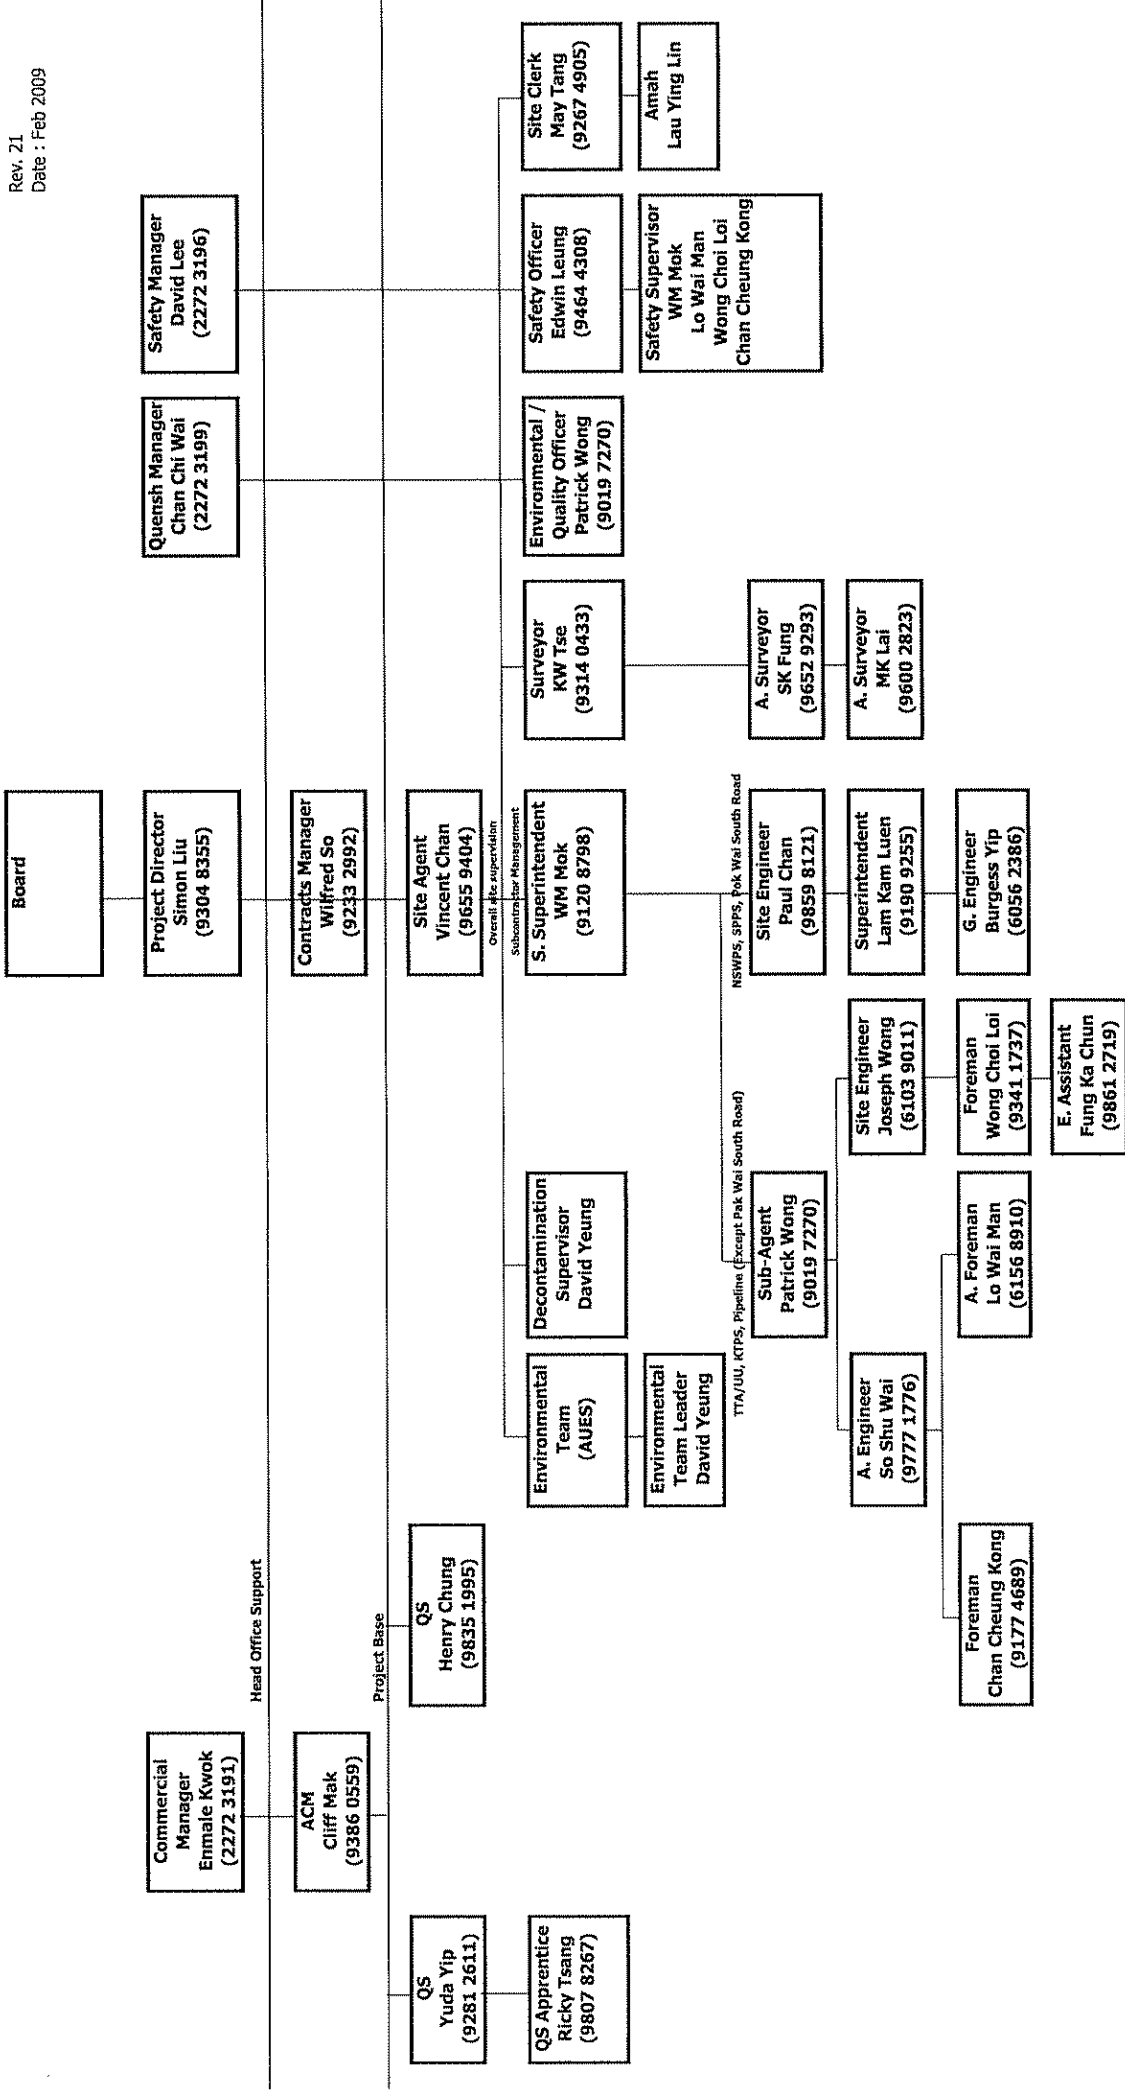 Rev. 21
Date : Feb 2009
Board
Commercial
Manager
Enmale Kwok
(2272 3191)
Project Director
Simon Liu
(9304 8355)
Quensh Manager
Chan Chi Wai
(2272 3199)
Safety Manager
David Lee
(2272 3196)
Head Office Support
ACM
Cliff Mak
(9386 0559)
Contracts Manager
Wilfred So
(9233 2992)
Project Base
QS
Yuda Yip
(9281 2611)
QS
Henry Chung
(9835 1995)
Site Agent
Vincent Chan
(9655 9404)
Overall site supervision
Subcontractor Management
QS Apprentice
Ricky Tsang
(9807 8267)
Environmental
Team
(AUES)
Decontamination
Supervisor
David Yeung
S. Superintendent
WM Mok
(9120 8798)
Surveyor
KW Tse
(9314 0433)
Environmental /
Quality Officer
Patrick Wong
(9019 7270)
Safety Officer
Edwin Leung
(9464 4308)
Site Clerk
May Tang
(9267 4905)
Environmental
Team Leader
David Yeung
Safety Supervisor
WM Mok
Lo Wai Man
Wong Choi Loi
Chan Cheung Kong
Amah
Lau Ying Lin
TTA/UU, KTPS, Pipeline (Except Pak Wai South Road)
NSWPS, SPPS, Pok Wai South Road
Sub-Agent
Patrick Wong
(9019 7270)
Site Engineer
Paul Chan
(9859 8121)
A. Surveyor
SK Fung
(9652 9293)
A. Engineer
So Shu Wai
(9777 1776)
Site Engineer
Joseph Wong
(6103 9011)
Superintendent
Lam Kam Luen
(9190 9255)
A. Surveyor
MK Lai
(9600 2823)
Foreman
Chan Cheung Kong
(9177 4689)
A. Foreman
Lo Wai Man
(6156 8910)
Foreman
Wong Choi Loi
(9341 1737)
G. Engineer
Burgess Yip
(6056 2386)
E. Assistant
Fung Ka Chun
(9861 2719)